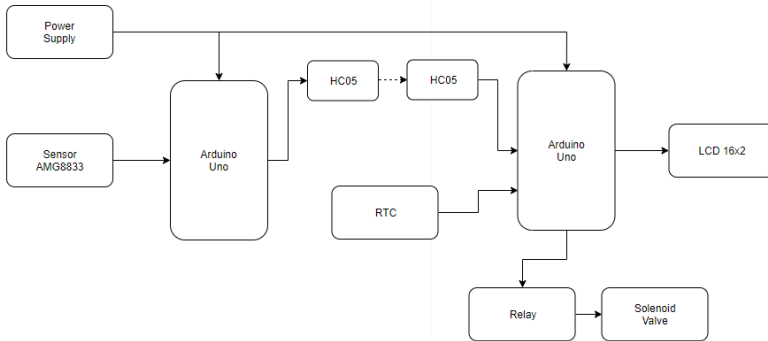 Power
Supply
HC05
HC05
Sensor
AMG8833
Arduino
Uno
Arduino
Uno
LCD 16x2
RTC
Relay
Solenoid
Valve